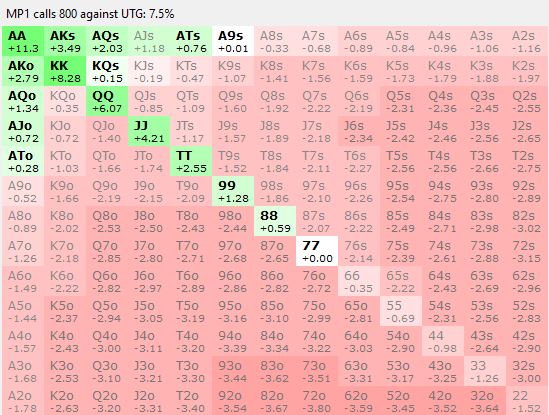 MP1 calls 800 against UTG: 7.5%
AA AKs AQs AJs ATs A9s A8s A7s A6s A5s A4s A3s A2s
+11.3 +3.49 +2.03 +1.18 +0.76 +0.01 -0.33 -0.68 -0.89 -0.84 -0.96 -1.06 -1.16
AKo KK KQs KJs KTs K9s K8s K7s K6s K5s K4s K3s K2s
+2.79 +8.28 +0.15 -0.19 -0.47 -1.07 -1.41 -1.56 -1.59 -1.73 -1.79 -1.88 -1.97
AQo KQo QQ QJs QTs Q9s Q8s Q7s Q6s Q5s Q4s Q3s Q2s
+1.34 -0.35 +6.07 -0.85 -1.09 -1.60 -1.92 -2.22 -2.19 -2.31 -2.36 -2.45 -2.55
AJo KJo QJo JJ JTs J9s J8s J7s J6s J5s J4s J3s J2s
+0.72 -0.72 -1.40 +4.21 -1.17 -1.57 -1.89 -2.18 -2.34 -2.42 -2.46 -2.56 -2.65
ATo KTo QTo JTo TT T9s T8s T7s T6s T5s T4s T3s T2s
+0.28 -1.03 -1.66 -1.74 +2.55 -1.52 -1.84 -2.11 -2.27 -2.56 -2.56 -2.66 -2.75
A9o K9o Q9o J9o T9o 99 98s 97s 96s 95s 94s 93s 92s
-0.52 -1.66 -2.19 -2.15 -2.09 +1.28 -1.86 -2.10 -2.26 -2.54 -2.75 -2.80 -2.89
A8o K8o Q8o J8o T8o 98o 88 87s 86s 85s 84s 83s 82s
-0.89 -2.02 -2.53 -2.50 -2.43 -2.44 +0.59 -2.07 -2.22 -2.49 -2.71 -2.98 -3.02
A7o K7o Q7o J7o T7o 97o 87o 77 76s 75s 74s 73s 72s
-1.26 -2.18 -2.85 -2.80 -2.71 -2.68 -2.65 +0.00 -2.14 -2.39 -2.61 -2.88 -3.11
A6o K6o Q6o J6o T6o 96o 86o 76o 66 65s 64s 63s 62s
-1.49 -2.22 -2.82 -2.98 -2.89 -2.86 -2.82 -2.72 -0.35 -2.22 -2.43 -2.69 -2.96
A5o K5o Q5o J5o T5o 95o 85o 75o 65o 55 54s 53s 52s
-1.44 -2.37 -2.94 -3.05 -3.19 -3.16 -3.10 -2.99 -2.81 -0.69 -2.31 -2.56 -2.83
A4o K4o Q4o J4o T4o 94o 84o 74o 64o 54o 44 43s 42s
-1.57 -2.43 -3.00 -3.11 -3.20 -3.39 -3.34 -3.22 -3.03 -2.90 -0.98 -2.64 -2.90
A3o K3o Q3o J3o T3o 93o 83o 73o 63o 53o 43o 33 32s
-1.68 -2.53 -3.10 -3.21 -3.30 -3.44 -3.62 -3.51 -3.31 -3.17 -3.25 -1.26 -3.00
A2o K2o Q2o J2o T2o 92o 82o 72o 62o 52o 42o 32o 22
-1.78 -2.63 -3.20 -3.31 -3.40 -3.54 -3.67 -3.80 -3.59 -3.45 -3.52 -3.64 -1.52